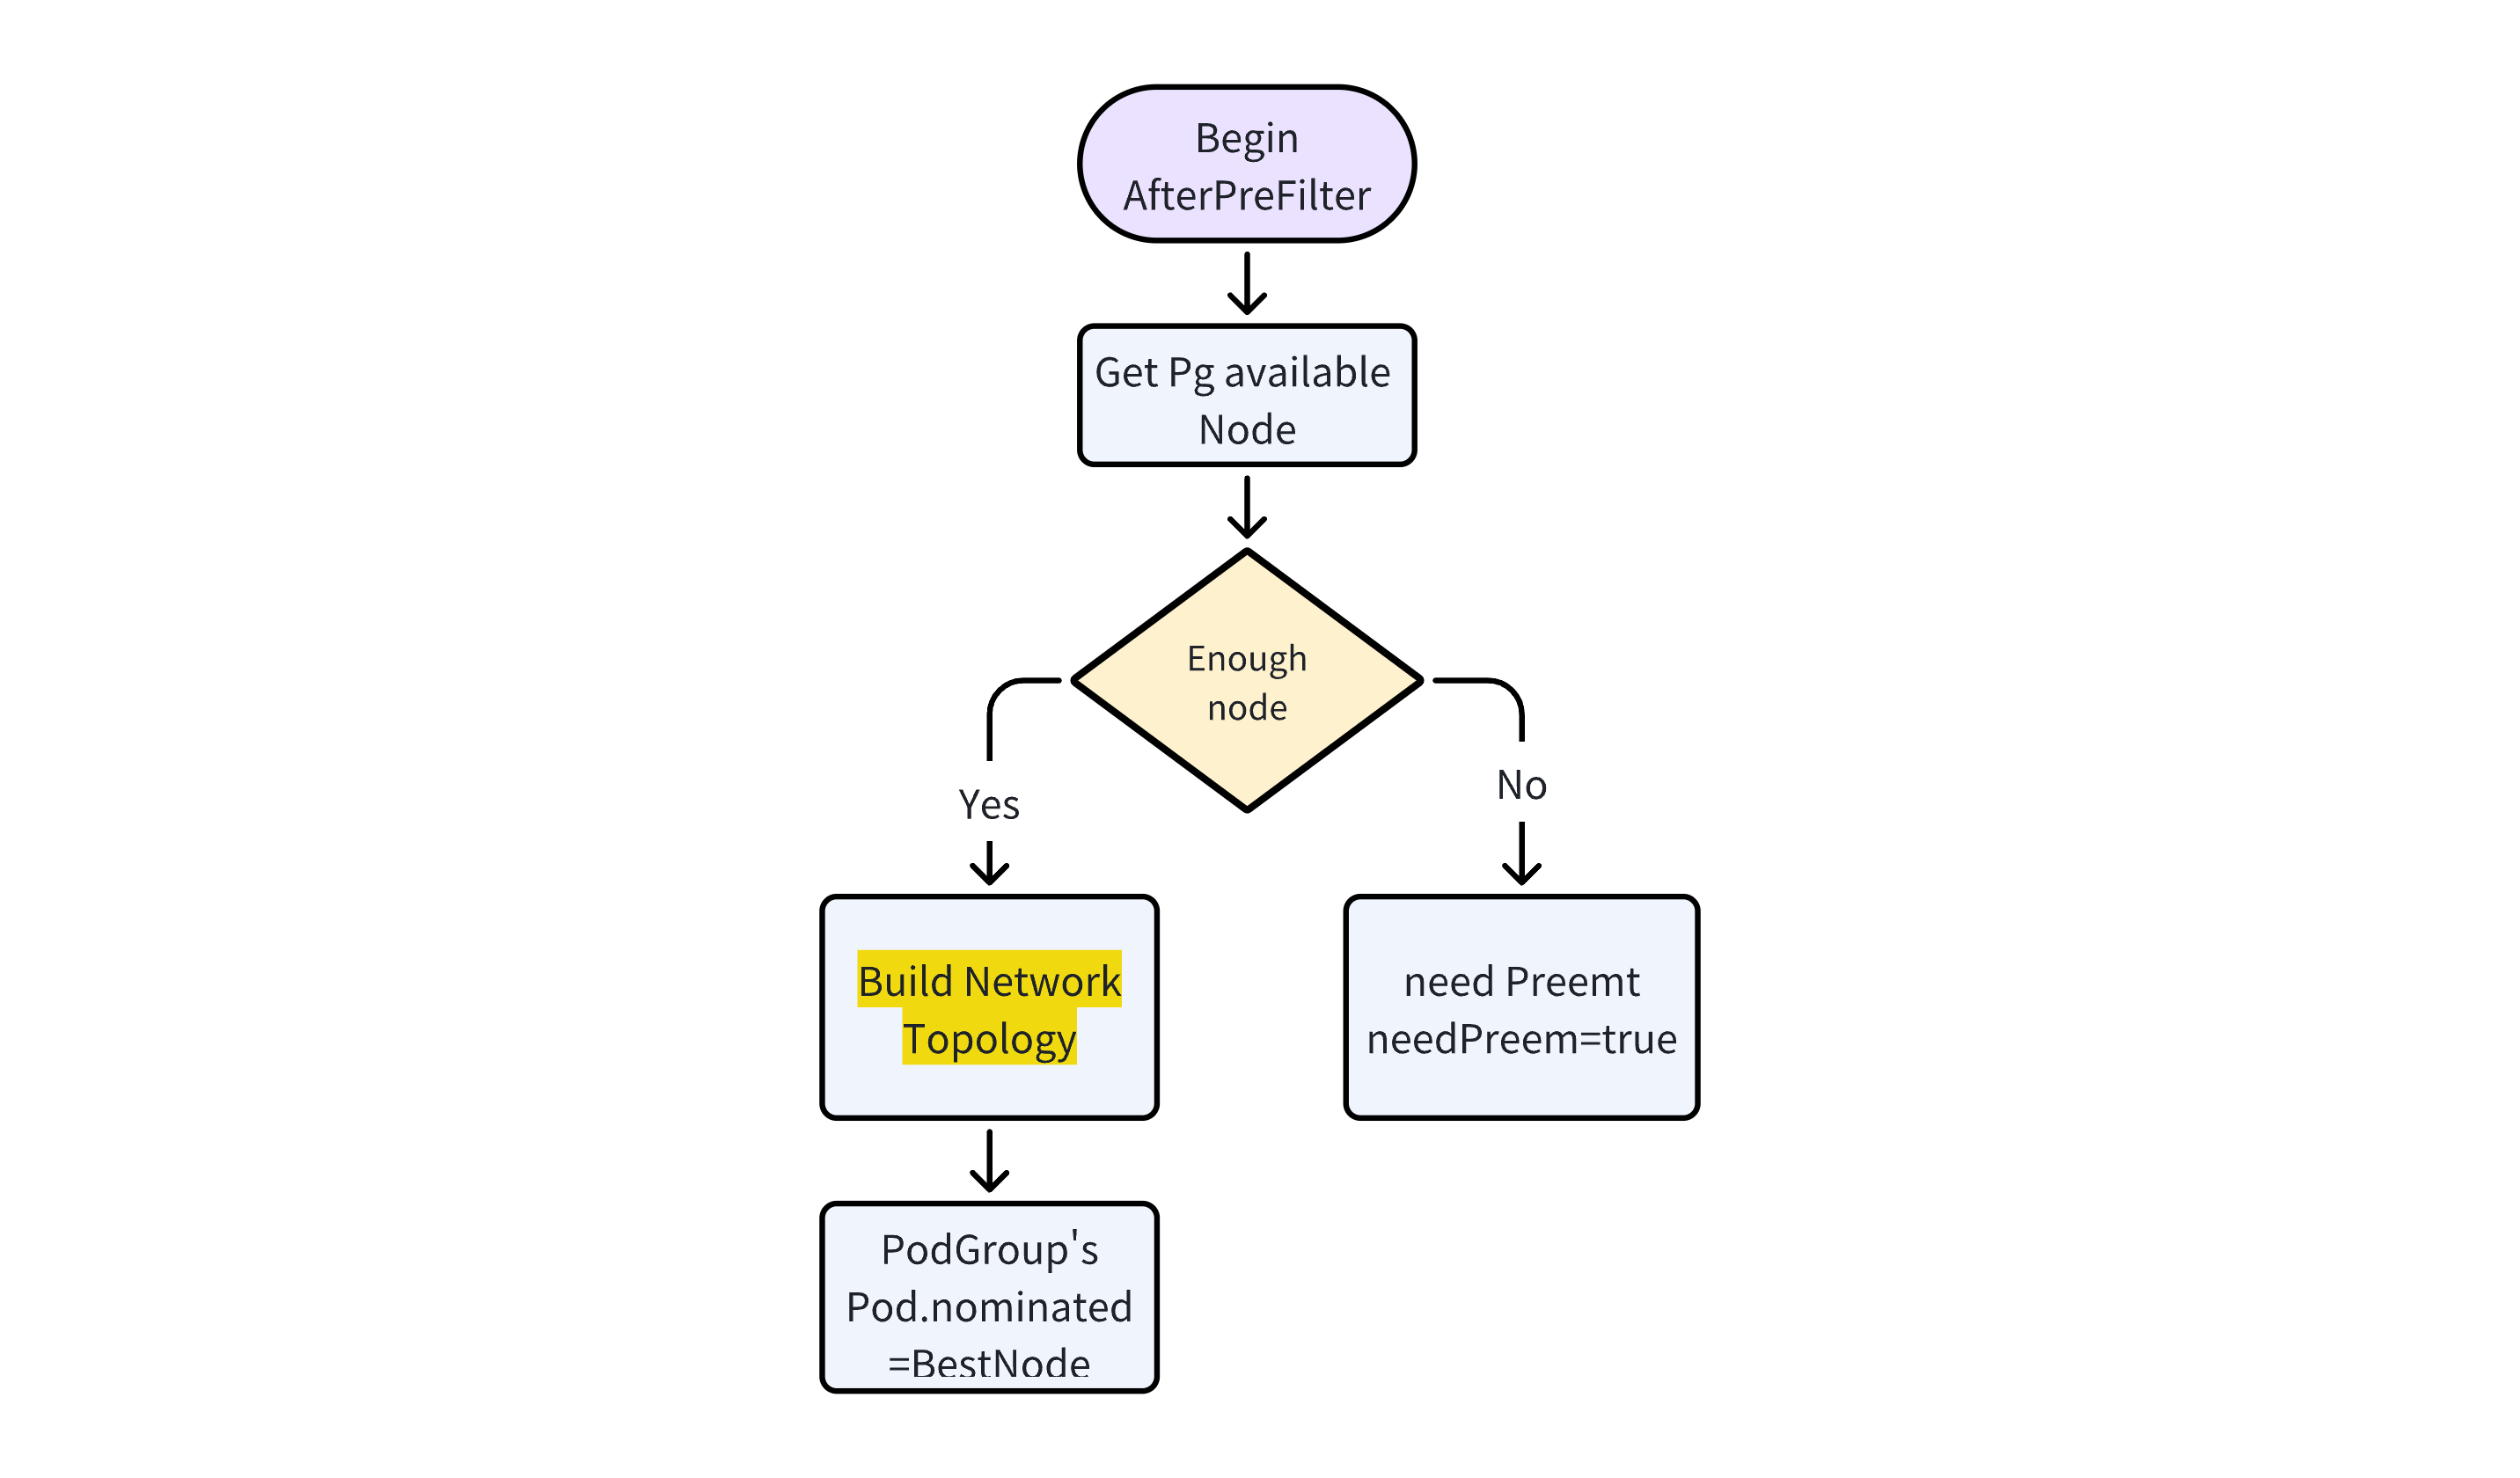 Begin
AfterPreFilter
Get Pg available
Node
Enough
node
Yes
No
Build Network
Topology
need Preemt
needPreem=true
PodGroup's
Pod.nominated
=BestNode